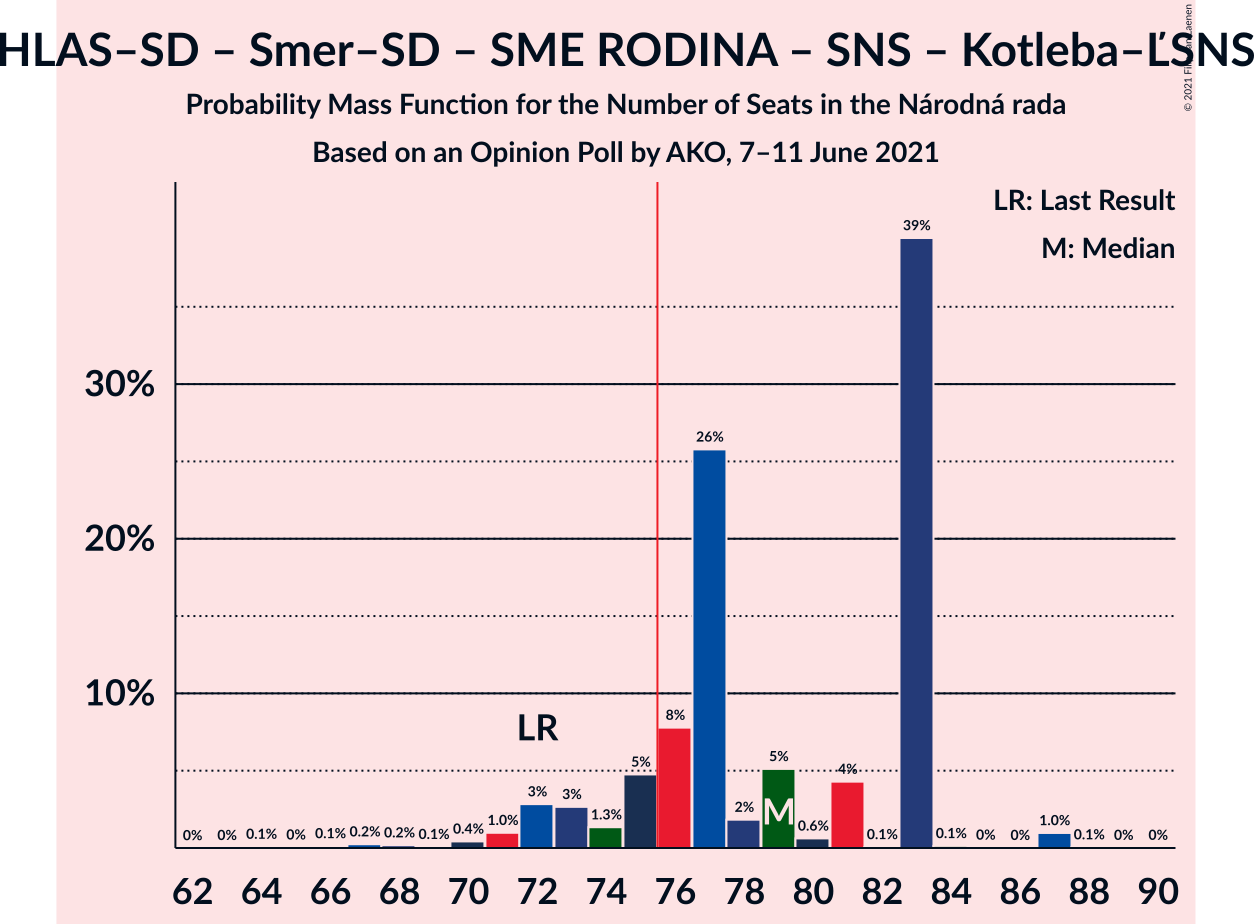 HLAS–SD – Smer–SD – SME RODINA – SNS – Kotleba–ĽSNS
Probability Mass Function for the Number of Seats in the Národná rada
Based on an Opinion Poll by AKO, 7–11 June 2021
© 2021
LR: Last Result
M: Median
39%
30%
26%
20%
10%
LR
8%
5%
5%
4%
3%
3%
2%
M
0% 0% 0.1% 0% 0.1% 0.2% 0.2% 0.1% 0.4% 1.0% 1.3% 0.6% 0.1% 0.1% 0% 0% 1.0% 0.1% 0% 0%
62 64 66 68 70 72 74 76 78 80 82 84 86 88 90